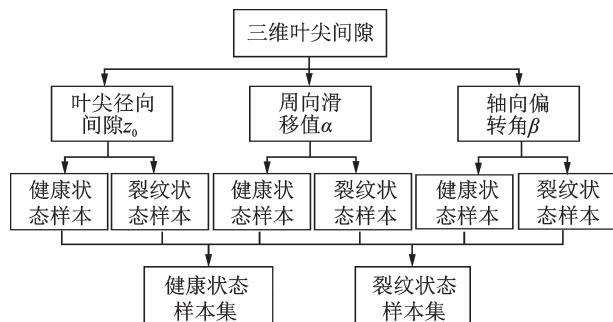 三维叶尖间隙
叶尖径向
间隙z₀
周向滑
移值α
轴向偏
转角β
健康状
态样本
裂纹状
态样本
健康状
态样本
裂纹状
态样本
健康状
态样本
裂纹状
态样本
健康状态
样本集
裂纹状态
样本集